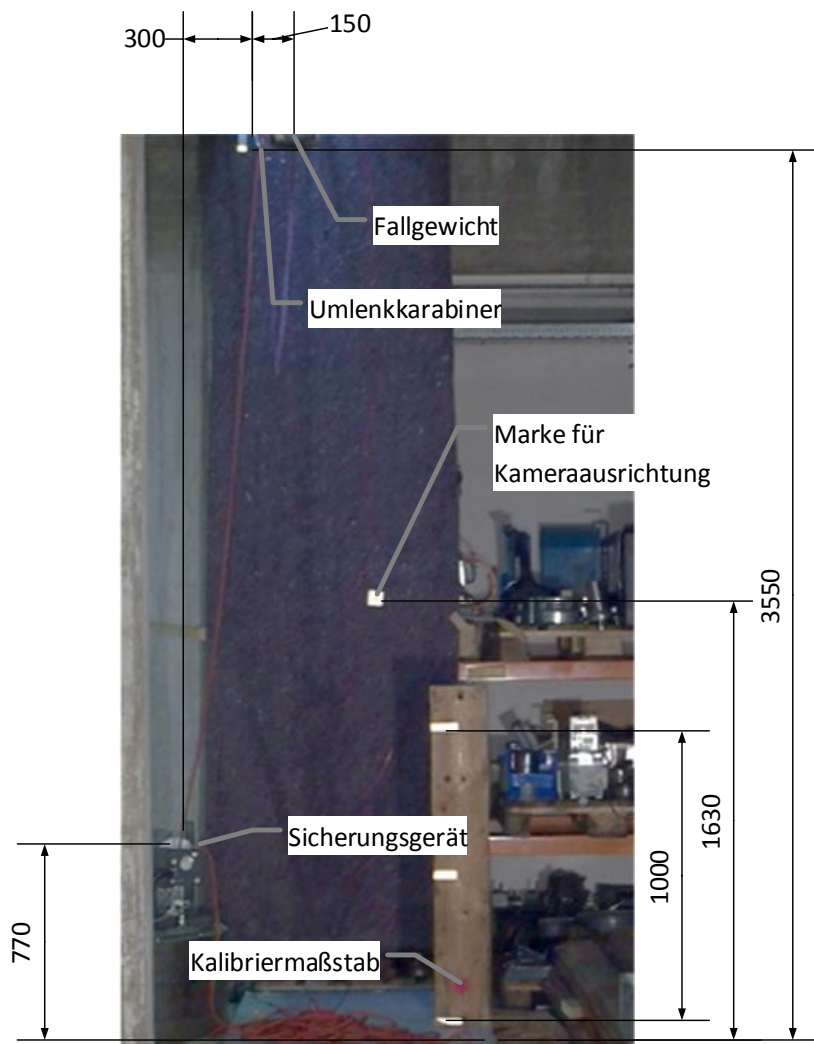 300
150
Fallgewicht
Umlenkkarabiner
Marke für
Kameraausrichtung
3550
1630
1000
Sicherungsgerät
770
Kalibriermaßstab